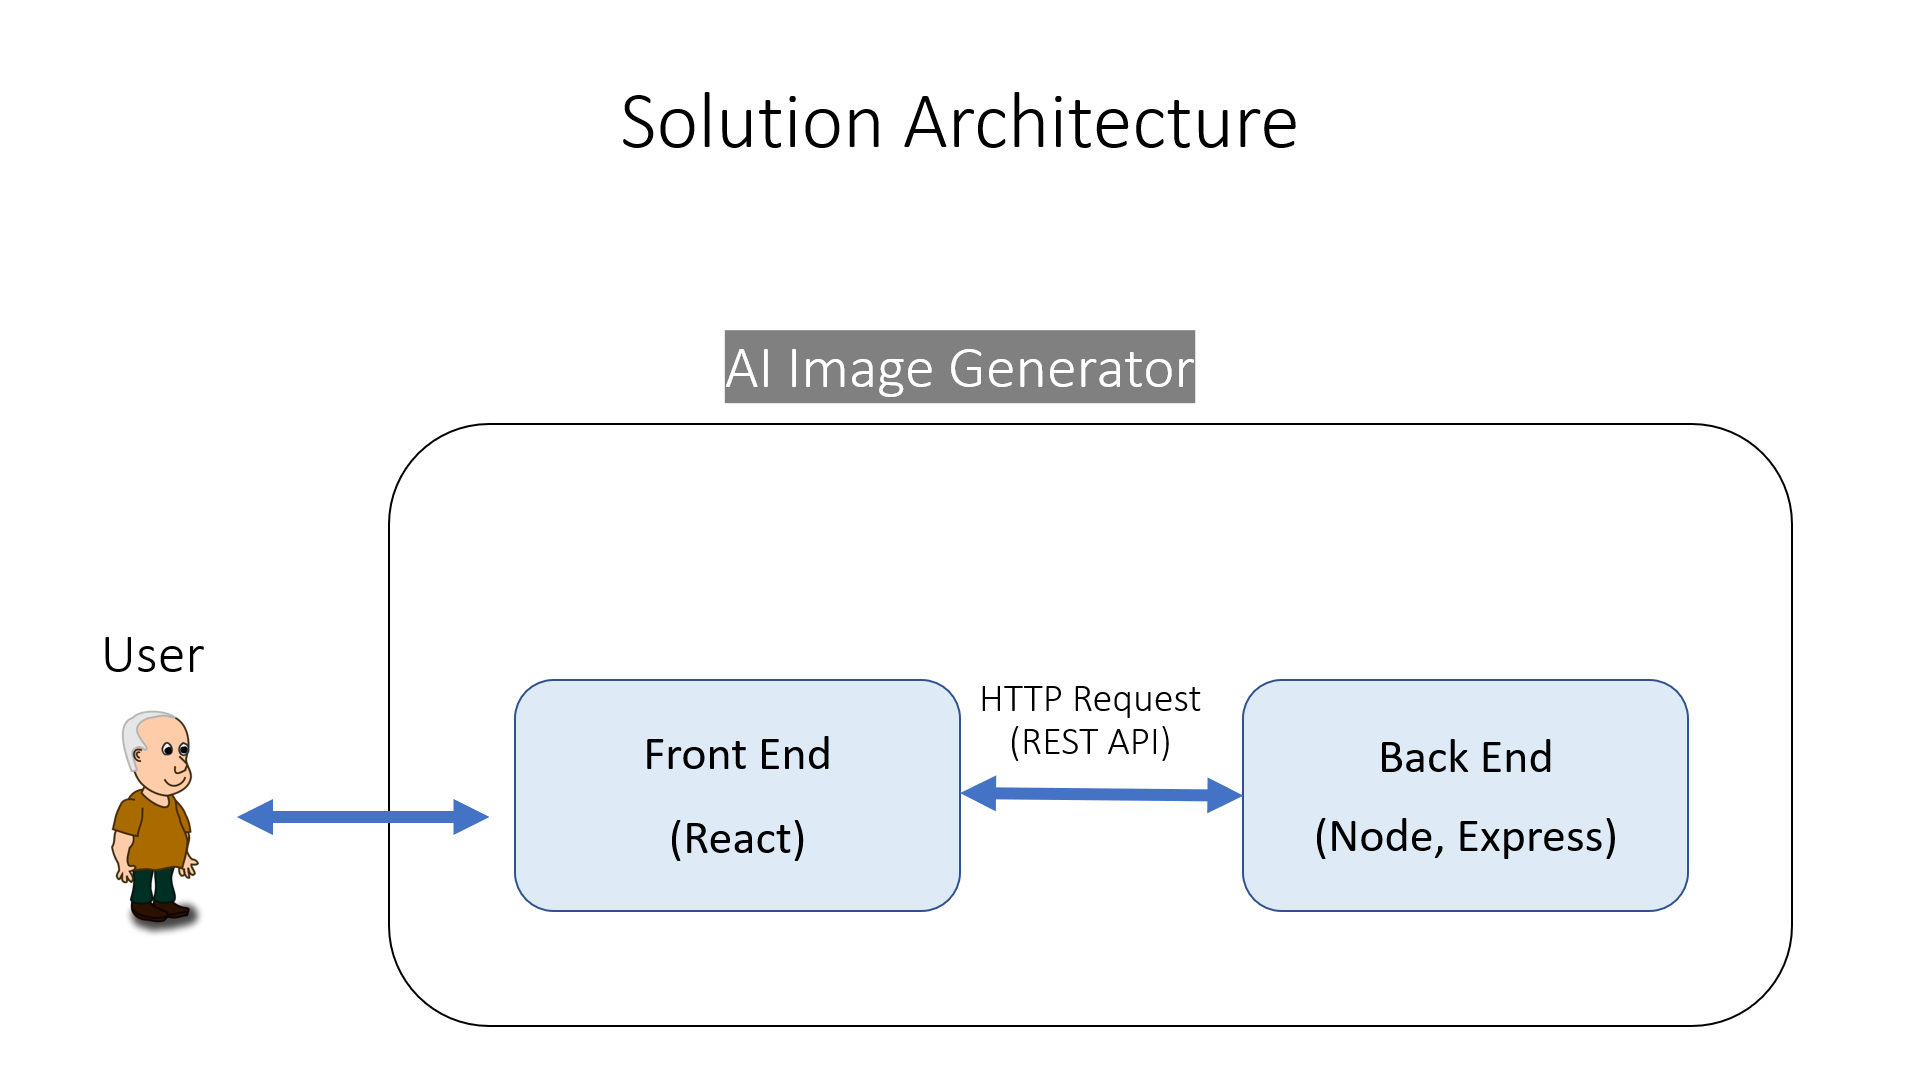 Solution Architecture
AI Image Generator
User
Front End
(React)
HTTP Request
(REST API)
Back End
(Node, Express)